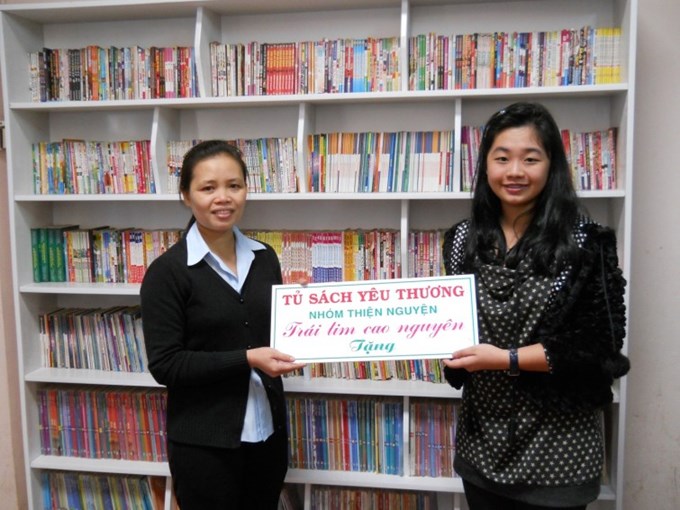 TỦ SÁCH YÊU THƯƠNG
NHÓM THIỆN NGUYỆN
Trái tim cao nguyên
Tặng